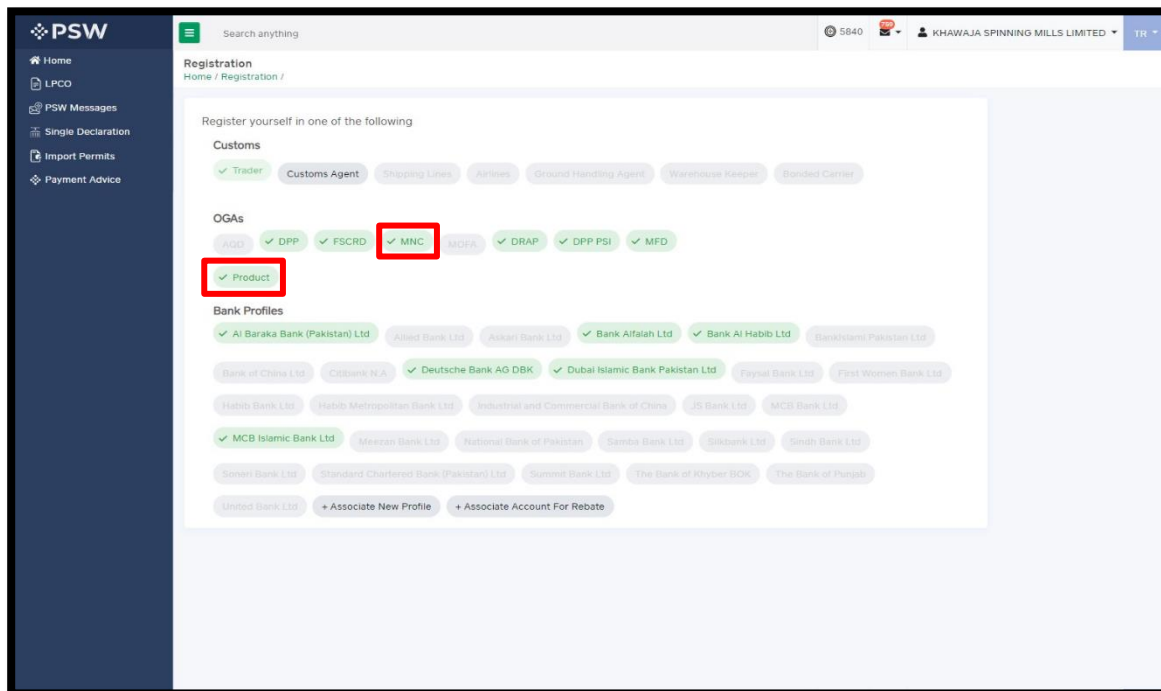 PSW
Search anything
5840
799
KHAWAJA SPINNING MILLS LIMITED
TR
Home
LPCO
PSW Messages
Single Declaration
Import Permits
Payment Advice
Registration
Home / Registration /
Register yourself in one of the following
Customs
Trader Customs Agent Shipping Lines Airlines Ground Handling Agent Warehouse Keeper Bonded Carrier
OGAs
AQD DPP FSCRD MNC MOFA DRAP DPP PSI MFD
Product
Bank Profiles
Al Baraka Bank (Pakistan) Ltd Allied Bank Ltd Askari Bank Ltd Bank Alfalah Ltd Bank Al Habib Ltd BankIslami Pakistan Ltd
Bank of China Ltd Citibank N.A Deutsche Bank AG DBK Dubai Islamic Bank Pakistan Ltd Faysal Bank Ltd First Women Bank Ltd
Habib Bank Ltd Habib Metropolitan Bank Ltd Industrial and Commercial Bank of China JS Bank Ltd MCB Bank Ltd
MCB Islamic Bank Ltd Meezan Bank Ltd National Bank of Pakistan Samba Bank Ltd Silkbank Ltd Sindh Bank Ltd
Soneri Bank Ltd Standard Chartered Bank (Pakistan) Ltd Summit Bank Ltd The Bank of Khyber BOK The Bank of Punjab
United Bank Ltd + Associate New Profile + Associate Account For Rebate